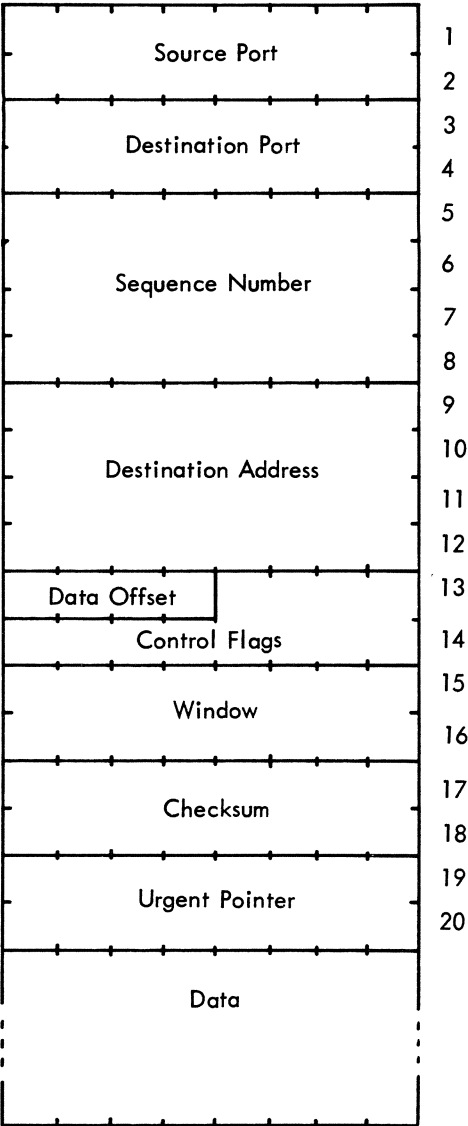 1
Source Port
2
3
Destination Port
4
5
6
Sequence Number
7
8
9
10
Destination Address
11
12
13
Data Offset
Control Flags
14
15
Window
16
17
Checksum
18
19
Urgent Pointer
20
Data